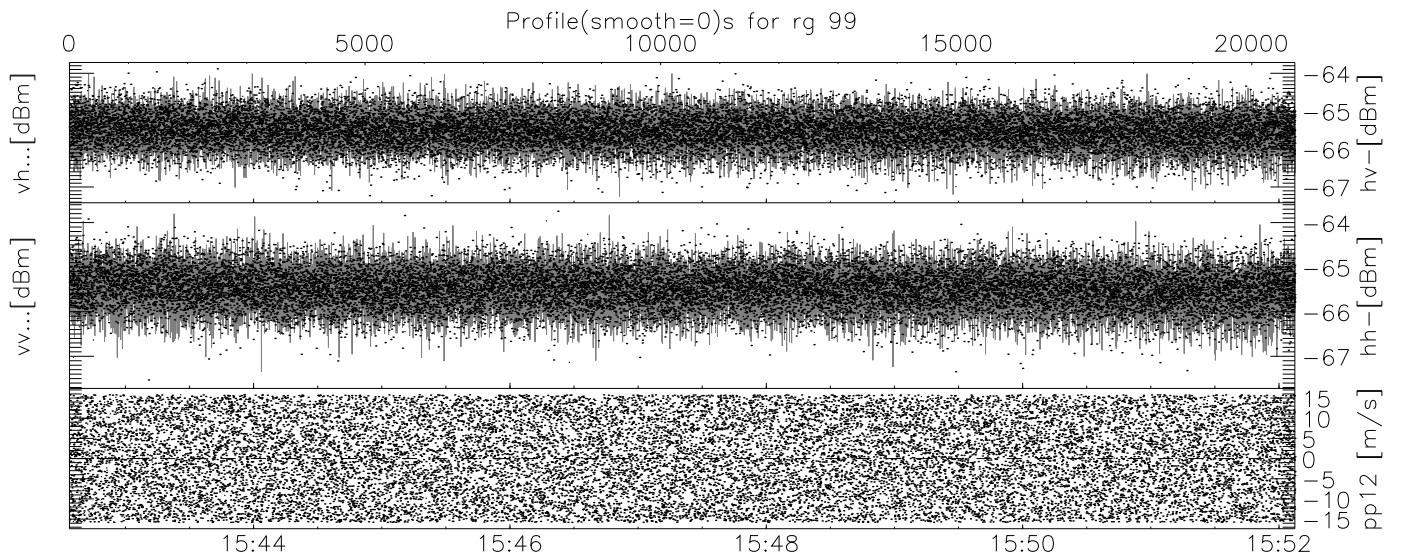 Profile(smooth=0)s for rg 99
0 5000 10000 15000 20000
vh...[dBm]
-64
-65
-66
-67
hv-[dBm]
vv...[dBm]
-64
-65
-66
-67
hh-[dBm]
15
10
5
0
-5
-10
-15
pp12 [m/s]
15:44 15:46 15:48 15:50 15:52